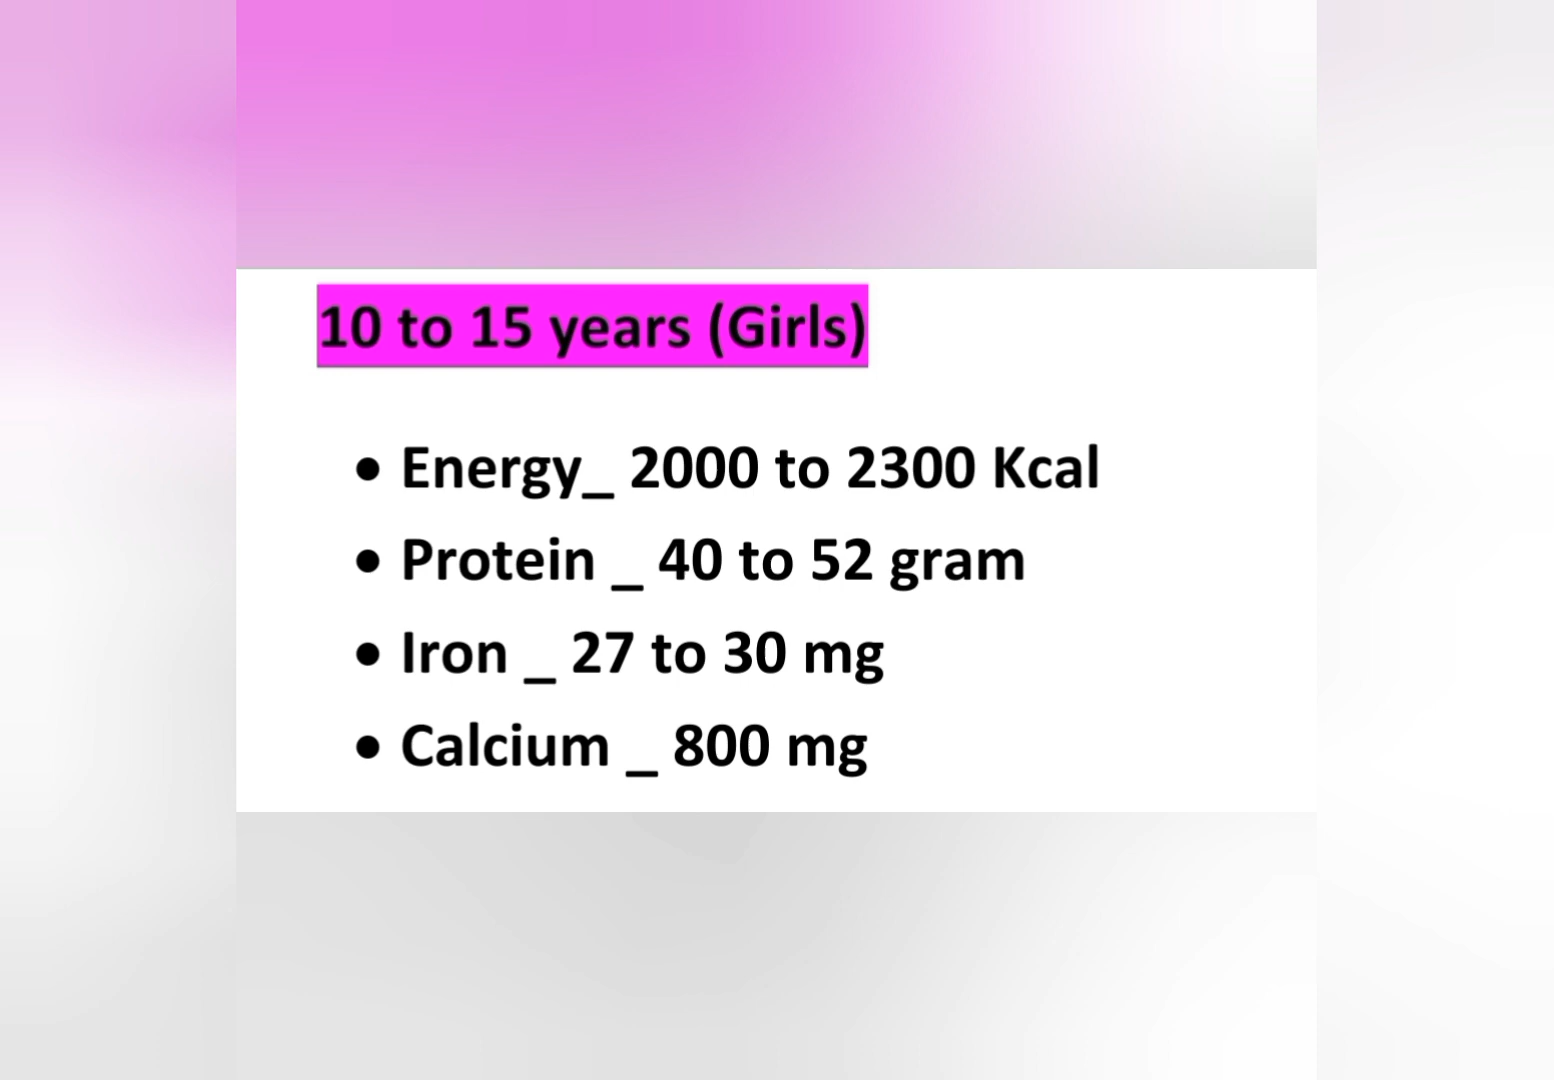 10 to 15 years (Girls)
• Energy_ 2000 to 2300 Kcal
• Protein _ 40 to 52 gram
• Iron _ 27 to 30 mg
• Calcium _ 800 mg